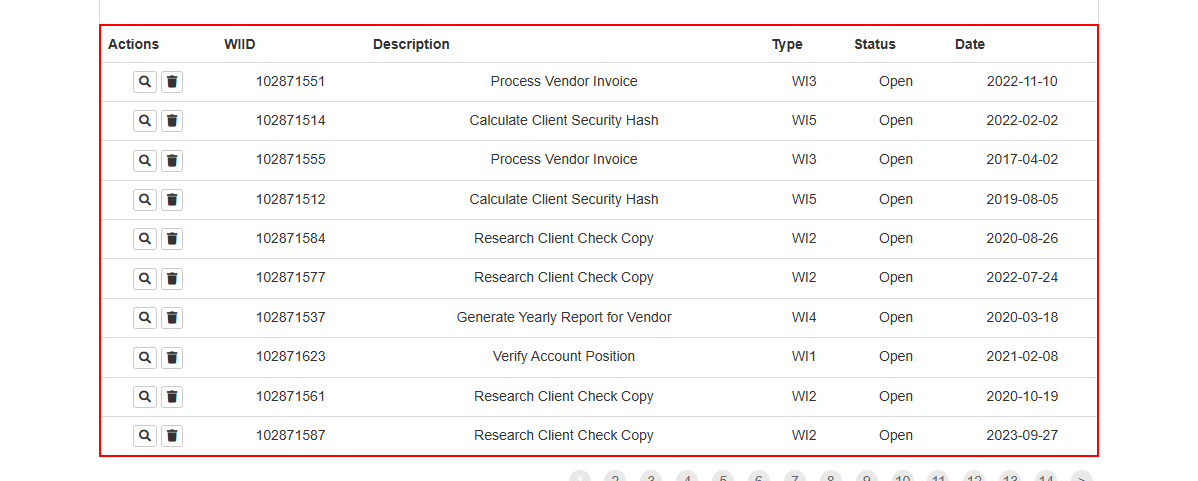 Actions WIID Description Type Status Date
102871551 Process Vendor Invoice WI3 Open 2022-11-10
102871514 Calculate Client Security Hash WI5 Open 2022-02-02
102871555 Process Vendor Invoice WI3 Open 2017-04-02
102871512 Calculate Client Security Hash WI5 Open 2019-08-05
102871584 Research Client Check Copy WI2 Open 2020-08-26
102871577 Research Client Check Copy WI2 Open 2022-07-24
102871537 Generate Yearly Report for Vendor WI4 Open 2020-03-18
102871623 Verify Account Position WI1 Open 2021-02-08
102871561 Research Client Check Copy WI2 Open 2020-10-19
102871587 Research Client Check Copy WI2 Open 2023-09-27
1 2 3 4 5 6 7 8 9 10 11 12 13 14 >